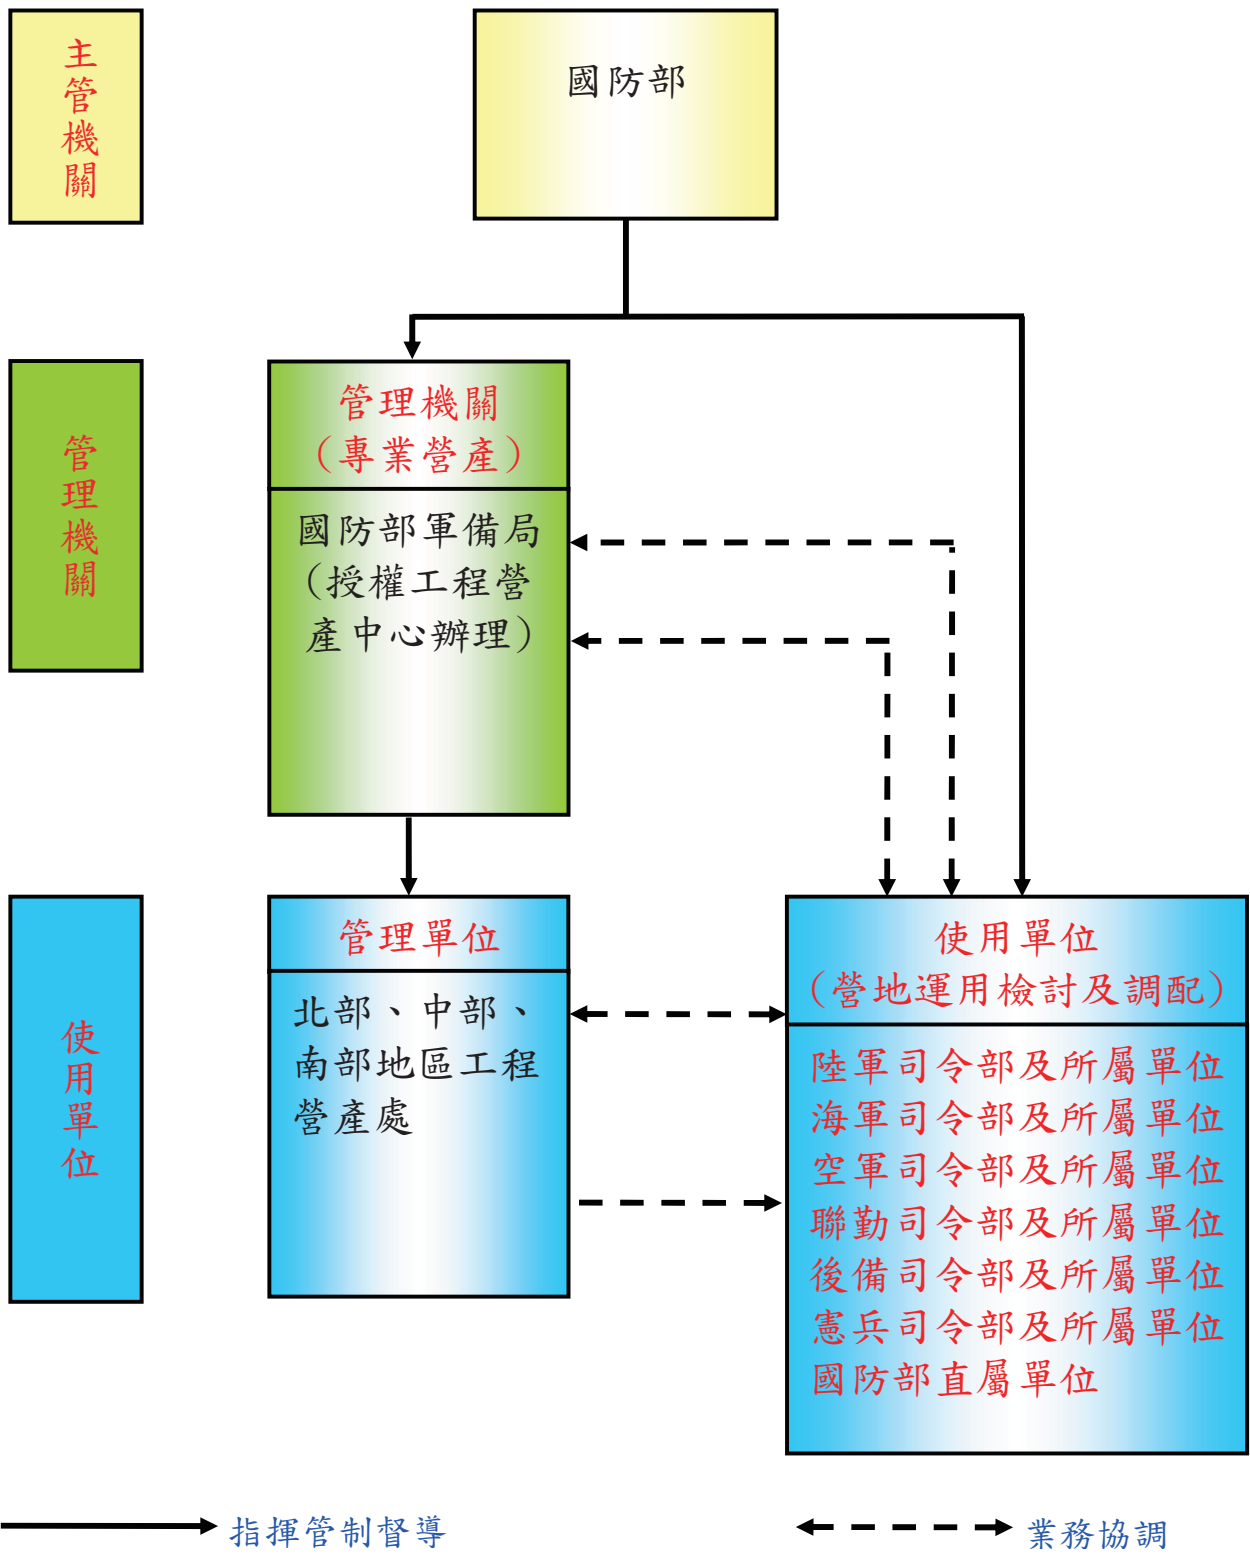 主管機關
國防部
管理機關
管理機關
（專業營產）
國防部軍備局
（授權工程營
產中心辦理）
使用單位
管理單位
北部、中部、
南部地區工程
營產處
使用單位
（營地運用檢討及調配）
陸軍司令部及所屬單位
海軍司令部及所屬單位
空軍司令部及所屬單位
聯勤司令部及所屬單位
後備司令部及所屬單位
憲兵司令部及所屬單位
國防部直屬單位
指揮管制督導
業務協調